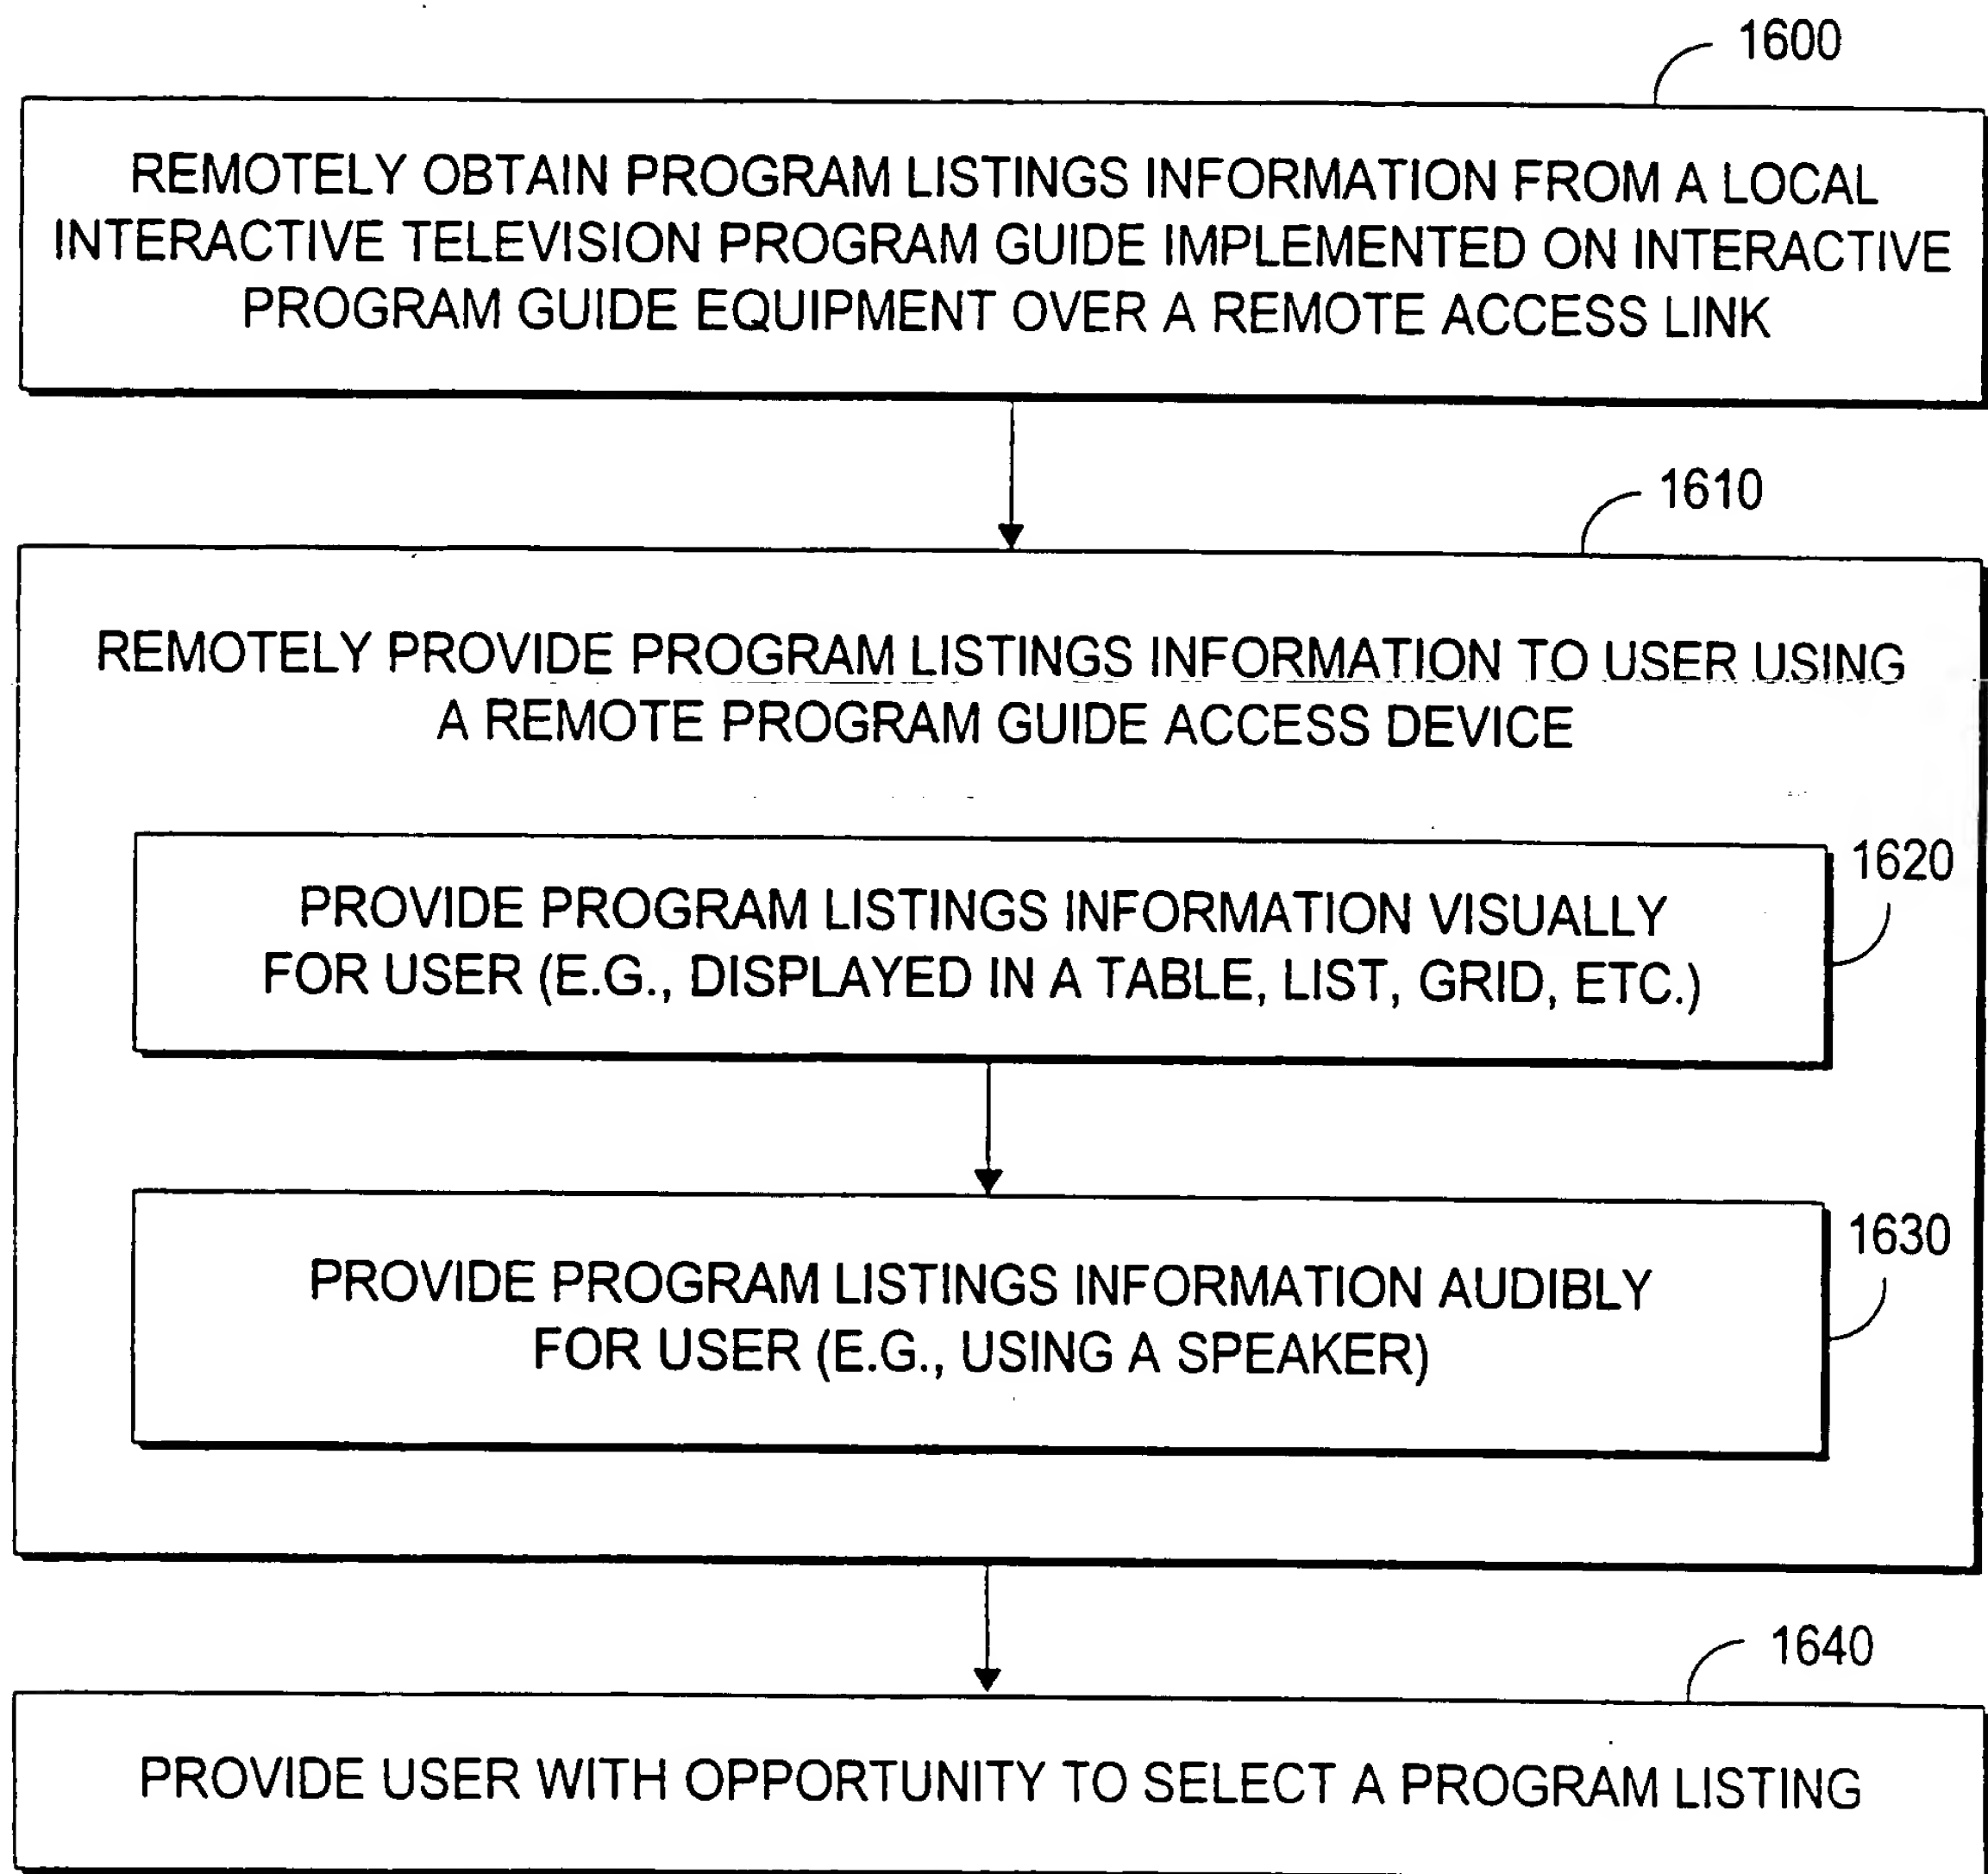 1600
REMOTELY OBTAIN PROGRAM LISTINGS INFORMATION FROM A LOCAL
INTERACTIVE TELEVISION PROGRAM GUIDE IMPLEMENTED ON INTERACTIVE
PROGRAM GUIDE EQUIPMENT OVER A REMOTE ACCESS LINK
1610
REMOTELY PROVIDE PROGRAM LISTINGS INFORMATION TO USER USING
A REMOTE PROGRAM GUIDE ACCESS DEVICE
1620
PROVIDE PROGRAM LISTINGS INFORMATION VISUALLY
FOR USER (E.G., DISPLAYED IN A TABLE, LIST, GRID, ETC.)
1630
PROVIDE PROGRAM LISTINGS INFORMATION AUDIBLY
FOR USER (E.G., USING A SPEAKER)
1640
PROVIDE USER WITH OPPORTUNITY TO SELECT A PROGRAM LISTING